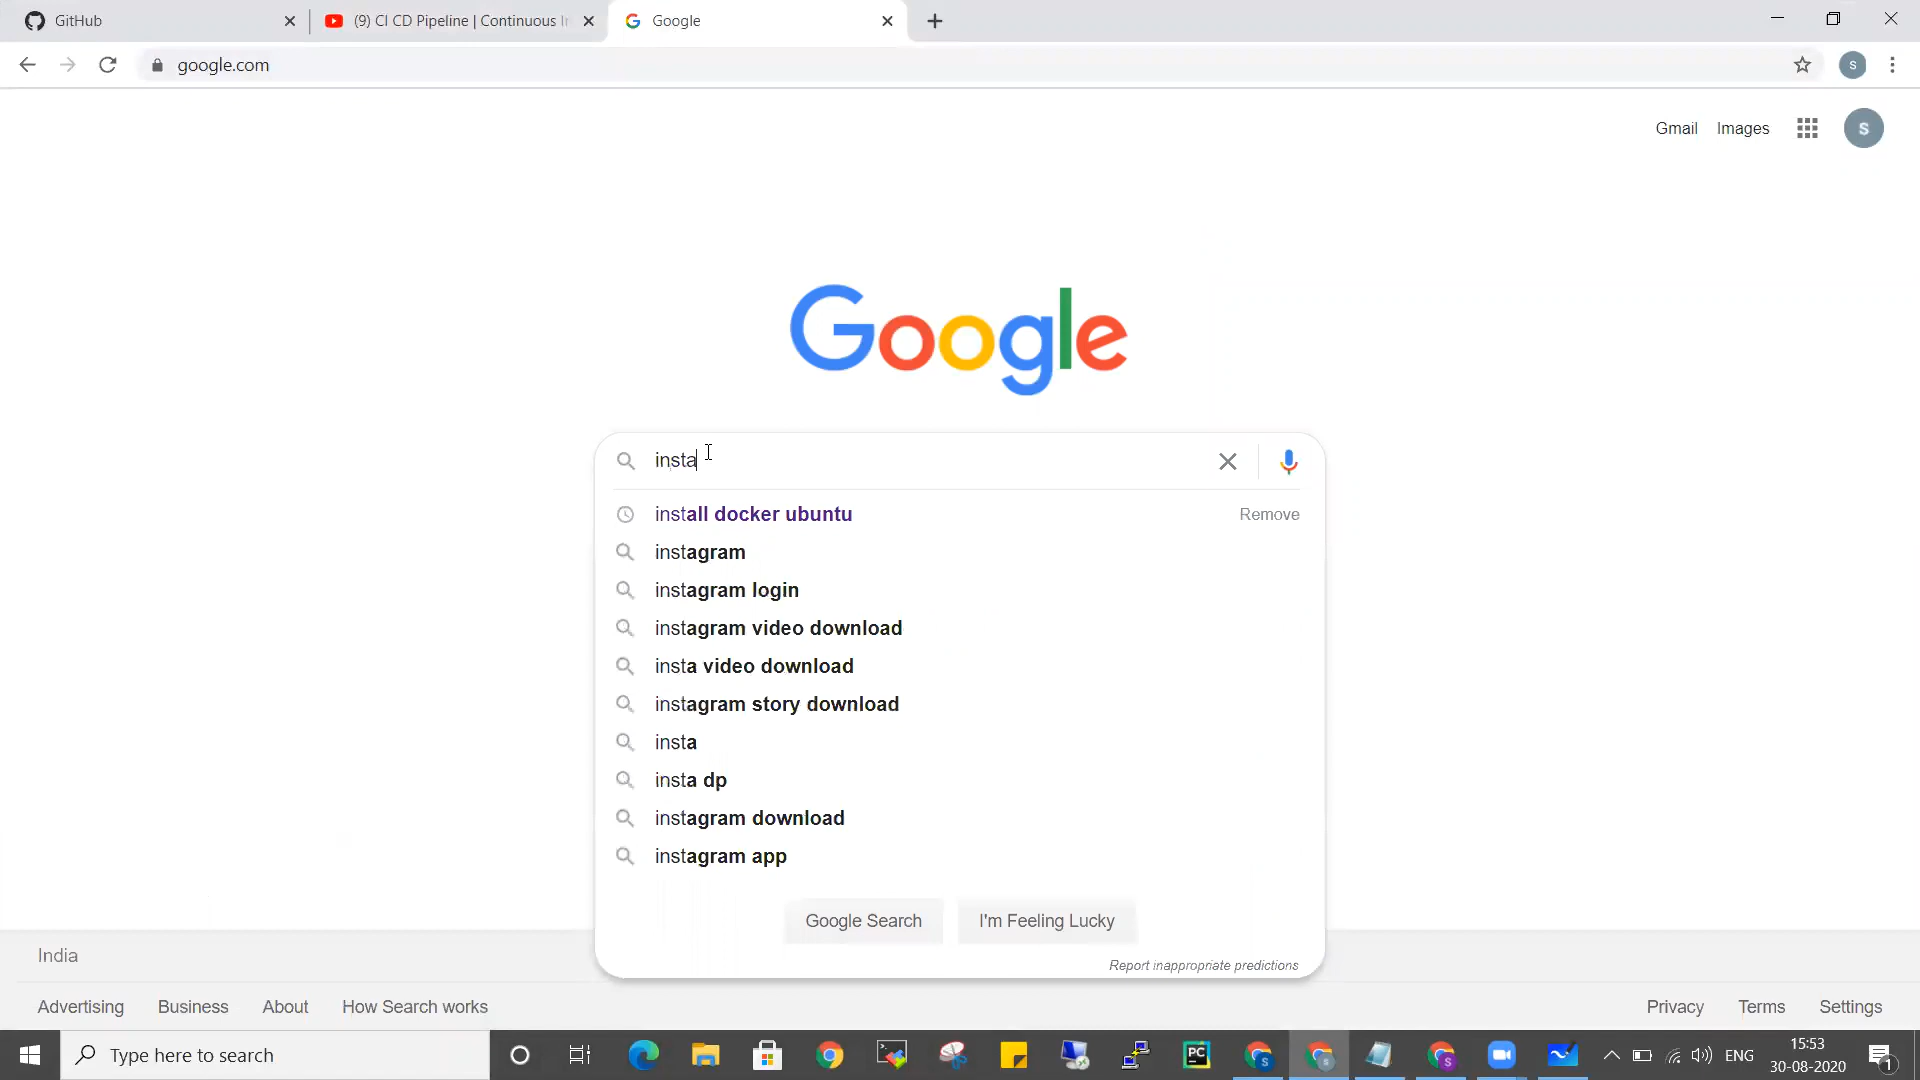 GitHub
(9) CI CD Pipeline | Continuous In
Google
google.com
Gmail Images S
S
Google
insta
install docker ubuntu Remove
instagram
instagram login
instagram video download
insta video download
instagram story download
insta
insta dp
instagram download
instagram app
Google Search I'm Feeling Lucky
Report inappropriate predictions
India
Advertising Business About How Search works Privacy Terms Settings
Type here to search
PC
S
S
S
ENG
15:53
30-08-2020
1